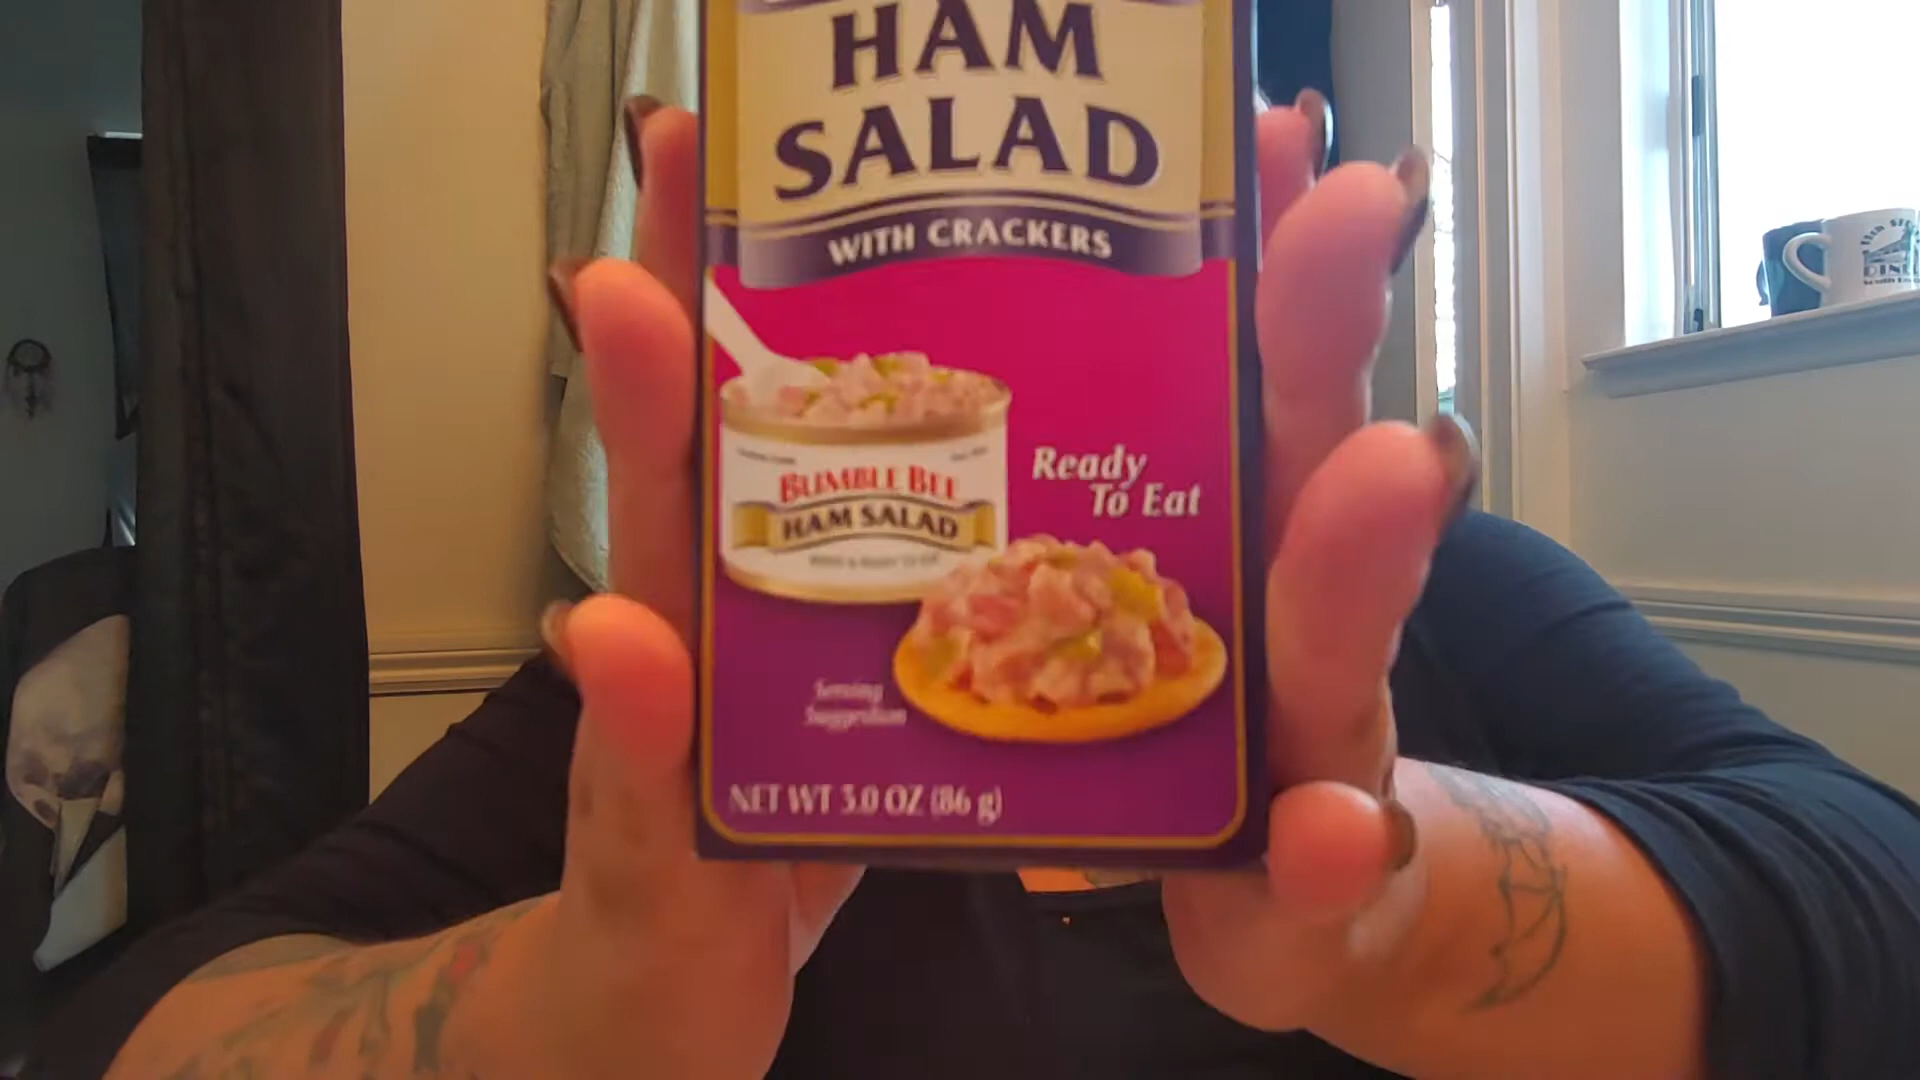 HAM
SALAD
WITH CRACKERS
Ready
To Eat
BUMBLE BEE
HAM SALAD
Serving
Suggestion
NET WT 3.0 OZ (86 g)